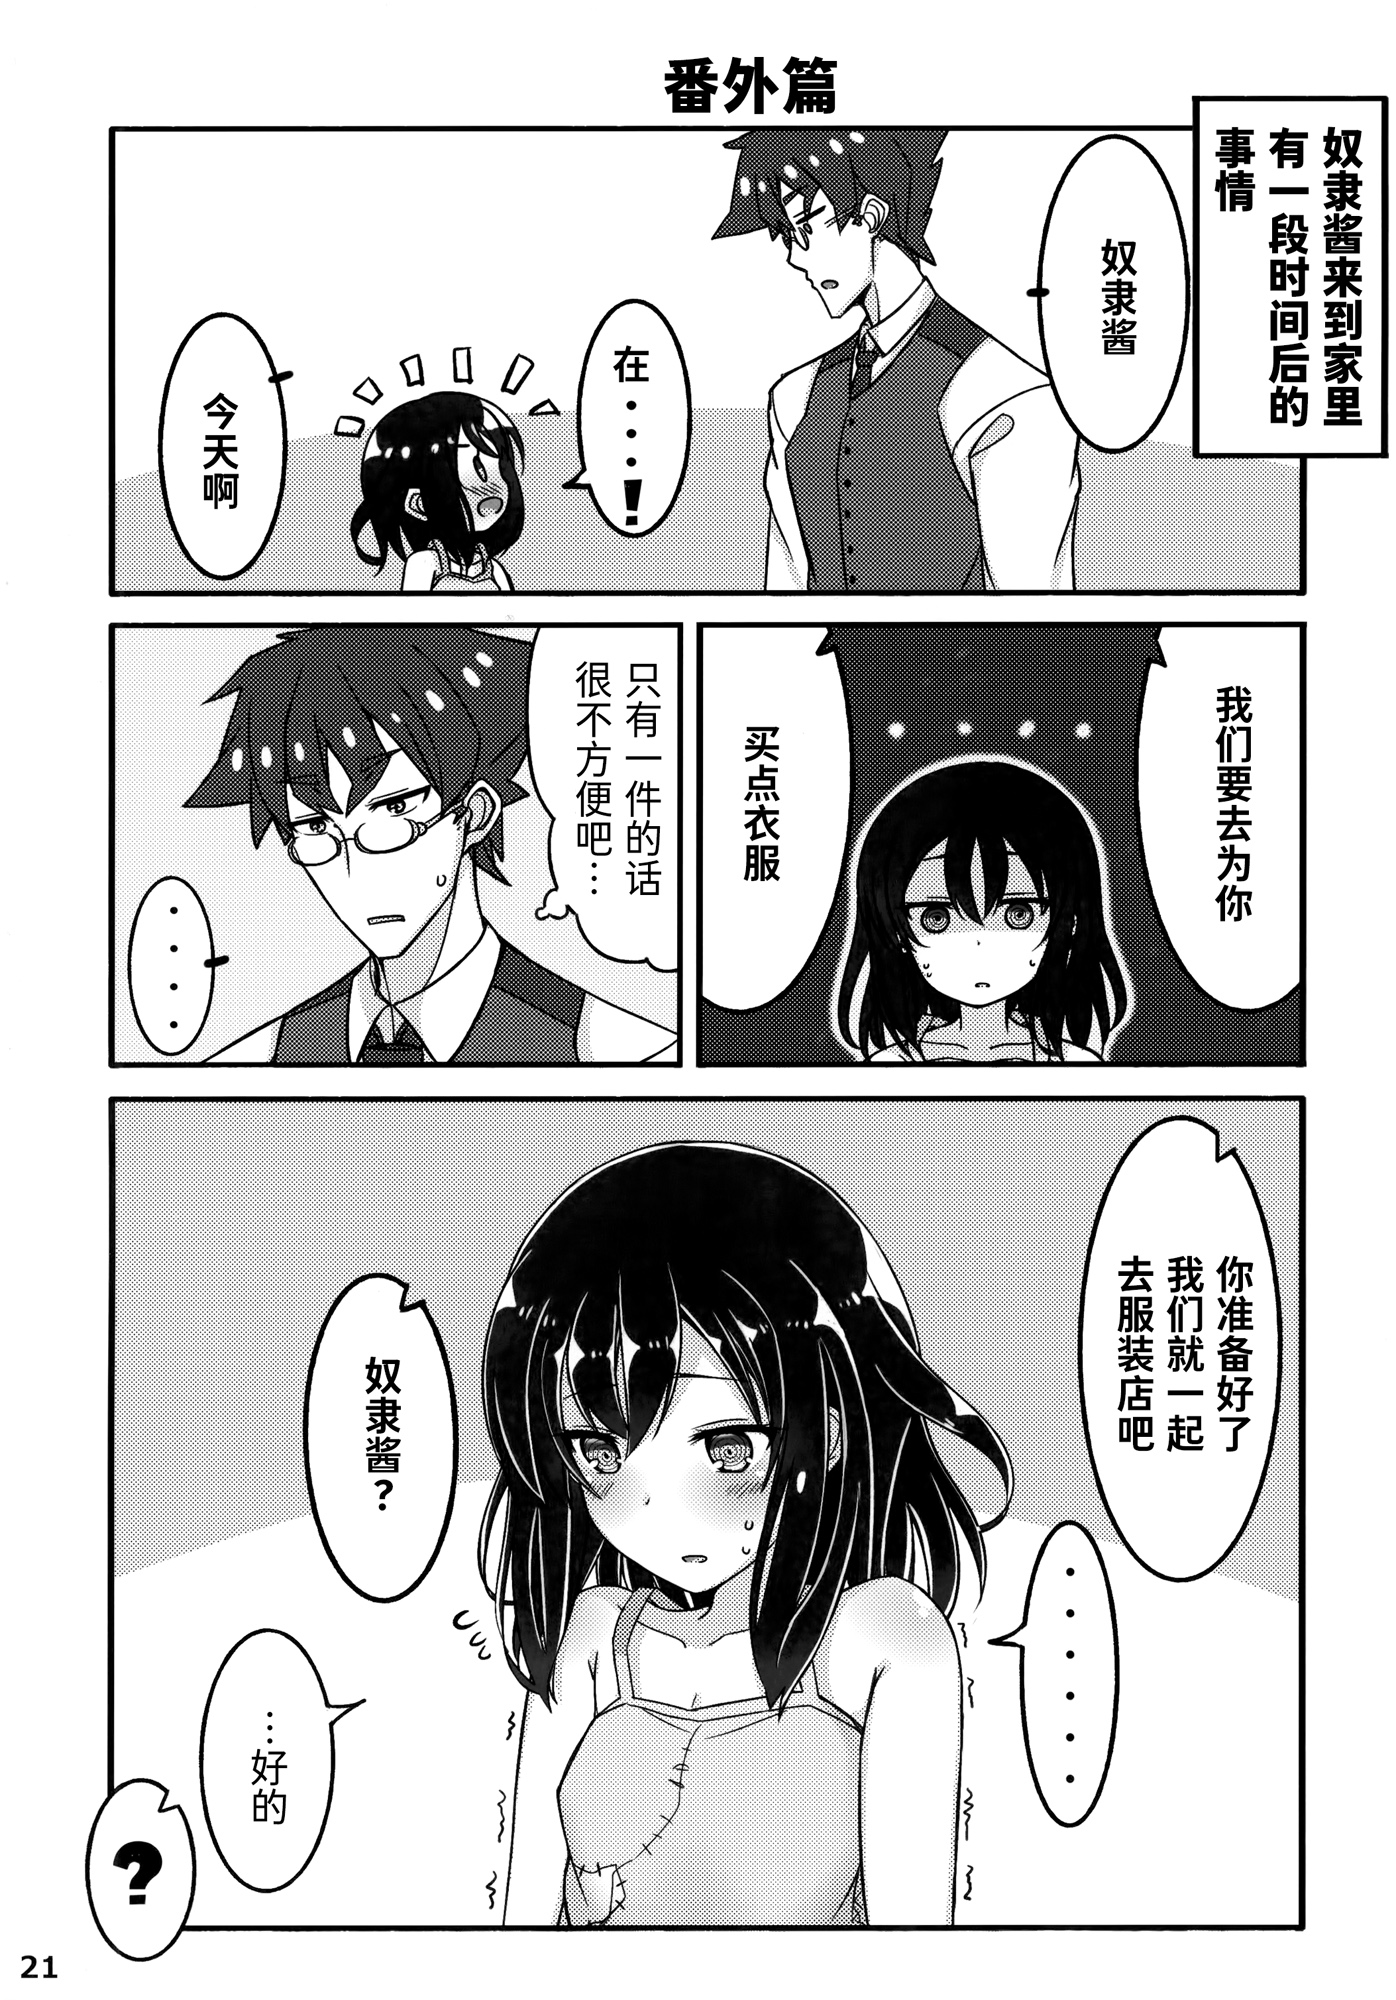 番外篇
奴隶酱来到家里
有一段时间后的
事情
奴隶酱
在····!
今天啊
我们要去为你
····
买点衣服
只有一件的话
很不方便吧…
····
你准备好了
我们就一起
去服装店吧
······
奴隶酱？
…好的
?
21